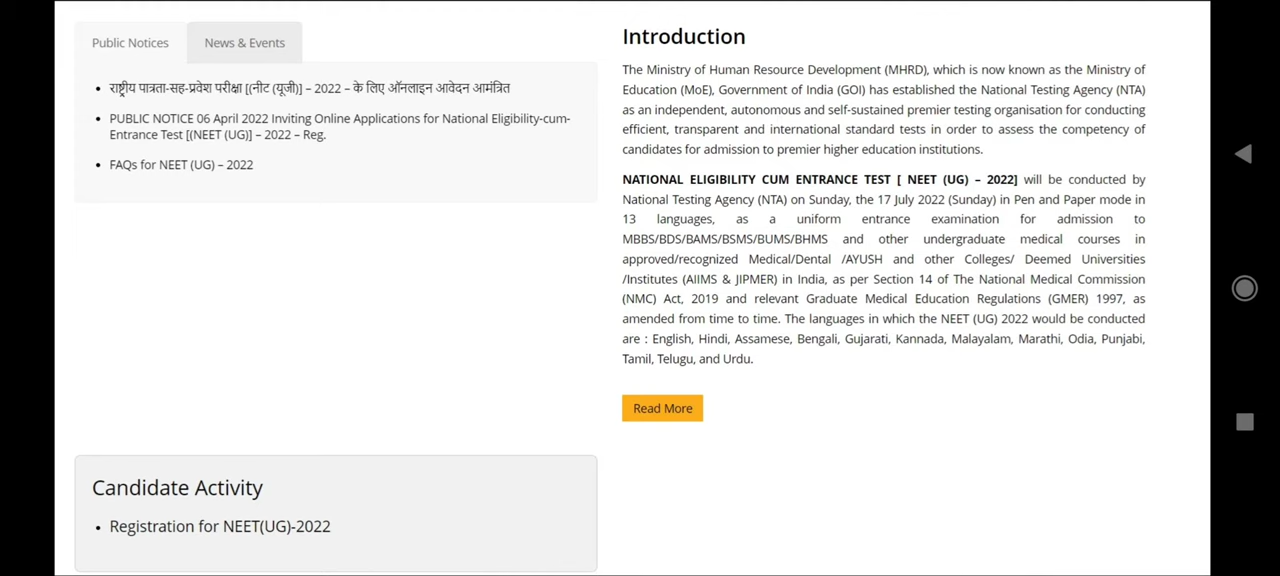 Public Notices
News & Events
राष्ट्रीय पात्रता-सह-प्रवेश परीक्षा [(नीट (यूजी)] – 2022 – के लिए ऑनलाइन आवेदन आमंत्रित
PUBLIC NOTICE 06 April 2022 Inviting Online Applications for National Eligibility-cum-
Entrance Test [(NEET (UG)] – 2022 – Reg.
FAQs for NEET (UG) – 2022
Candidate Activity
Registration for NEET(UG)-2022
Introduction
The Ministry of Human Resource Development (MHRD), which is now known as the Ministry of
Education (MoE), Government of India (GOI) has established the National Testing Agency (NTA)
as an independent, autonomous and self-sustained premier testing organisation for conducting
efficient, transparent and international standard tests in order to assess the competency of
candidates for admission to premier higher education institutions.
NATIONAL ELIGIBILITY CUM ENTRANCE TEST [ NEET (UG) – 2022] will be conducted by
National Testing Agency (NTA) on Sunday, the 17 July 2022 (Sunday) in Pen and Paper mode in
13 languages, as a uniform entrance examination for admission to
MBBS/BDS/BAMS/BSMS/BUMS/BHMS and other undergraduate medical courses in
approved/recognized Medical/Dental /AYUSH and other Colleges/ Deemed Universities
/Institutes (AIIMS & JIPMER) in India, as per Section 14 of The National Medical Commission
(NMC) Act, 2019 and relevant Graduate Medical Education Regulations (GMER) 1997, as
amended from time to time. The languages in which the NEET (UG) 2022 would be conducted
are : English, Hindi, Assamese, Bengali, Gujarati, Kannada, Malayalam, Marathi, Odia, Punjabi,
Tamil, Telugu, and Urdu.
Read More